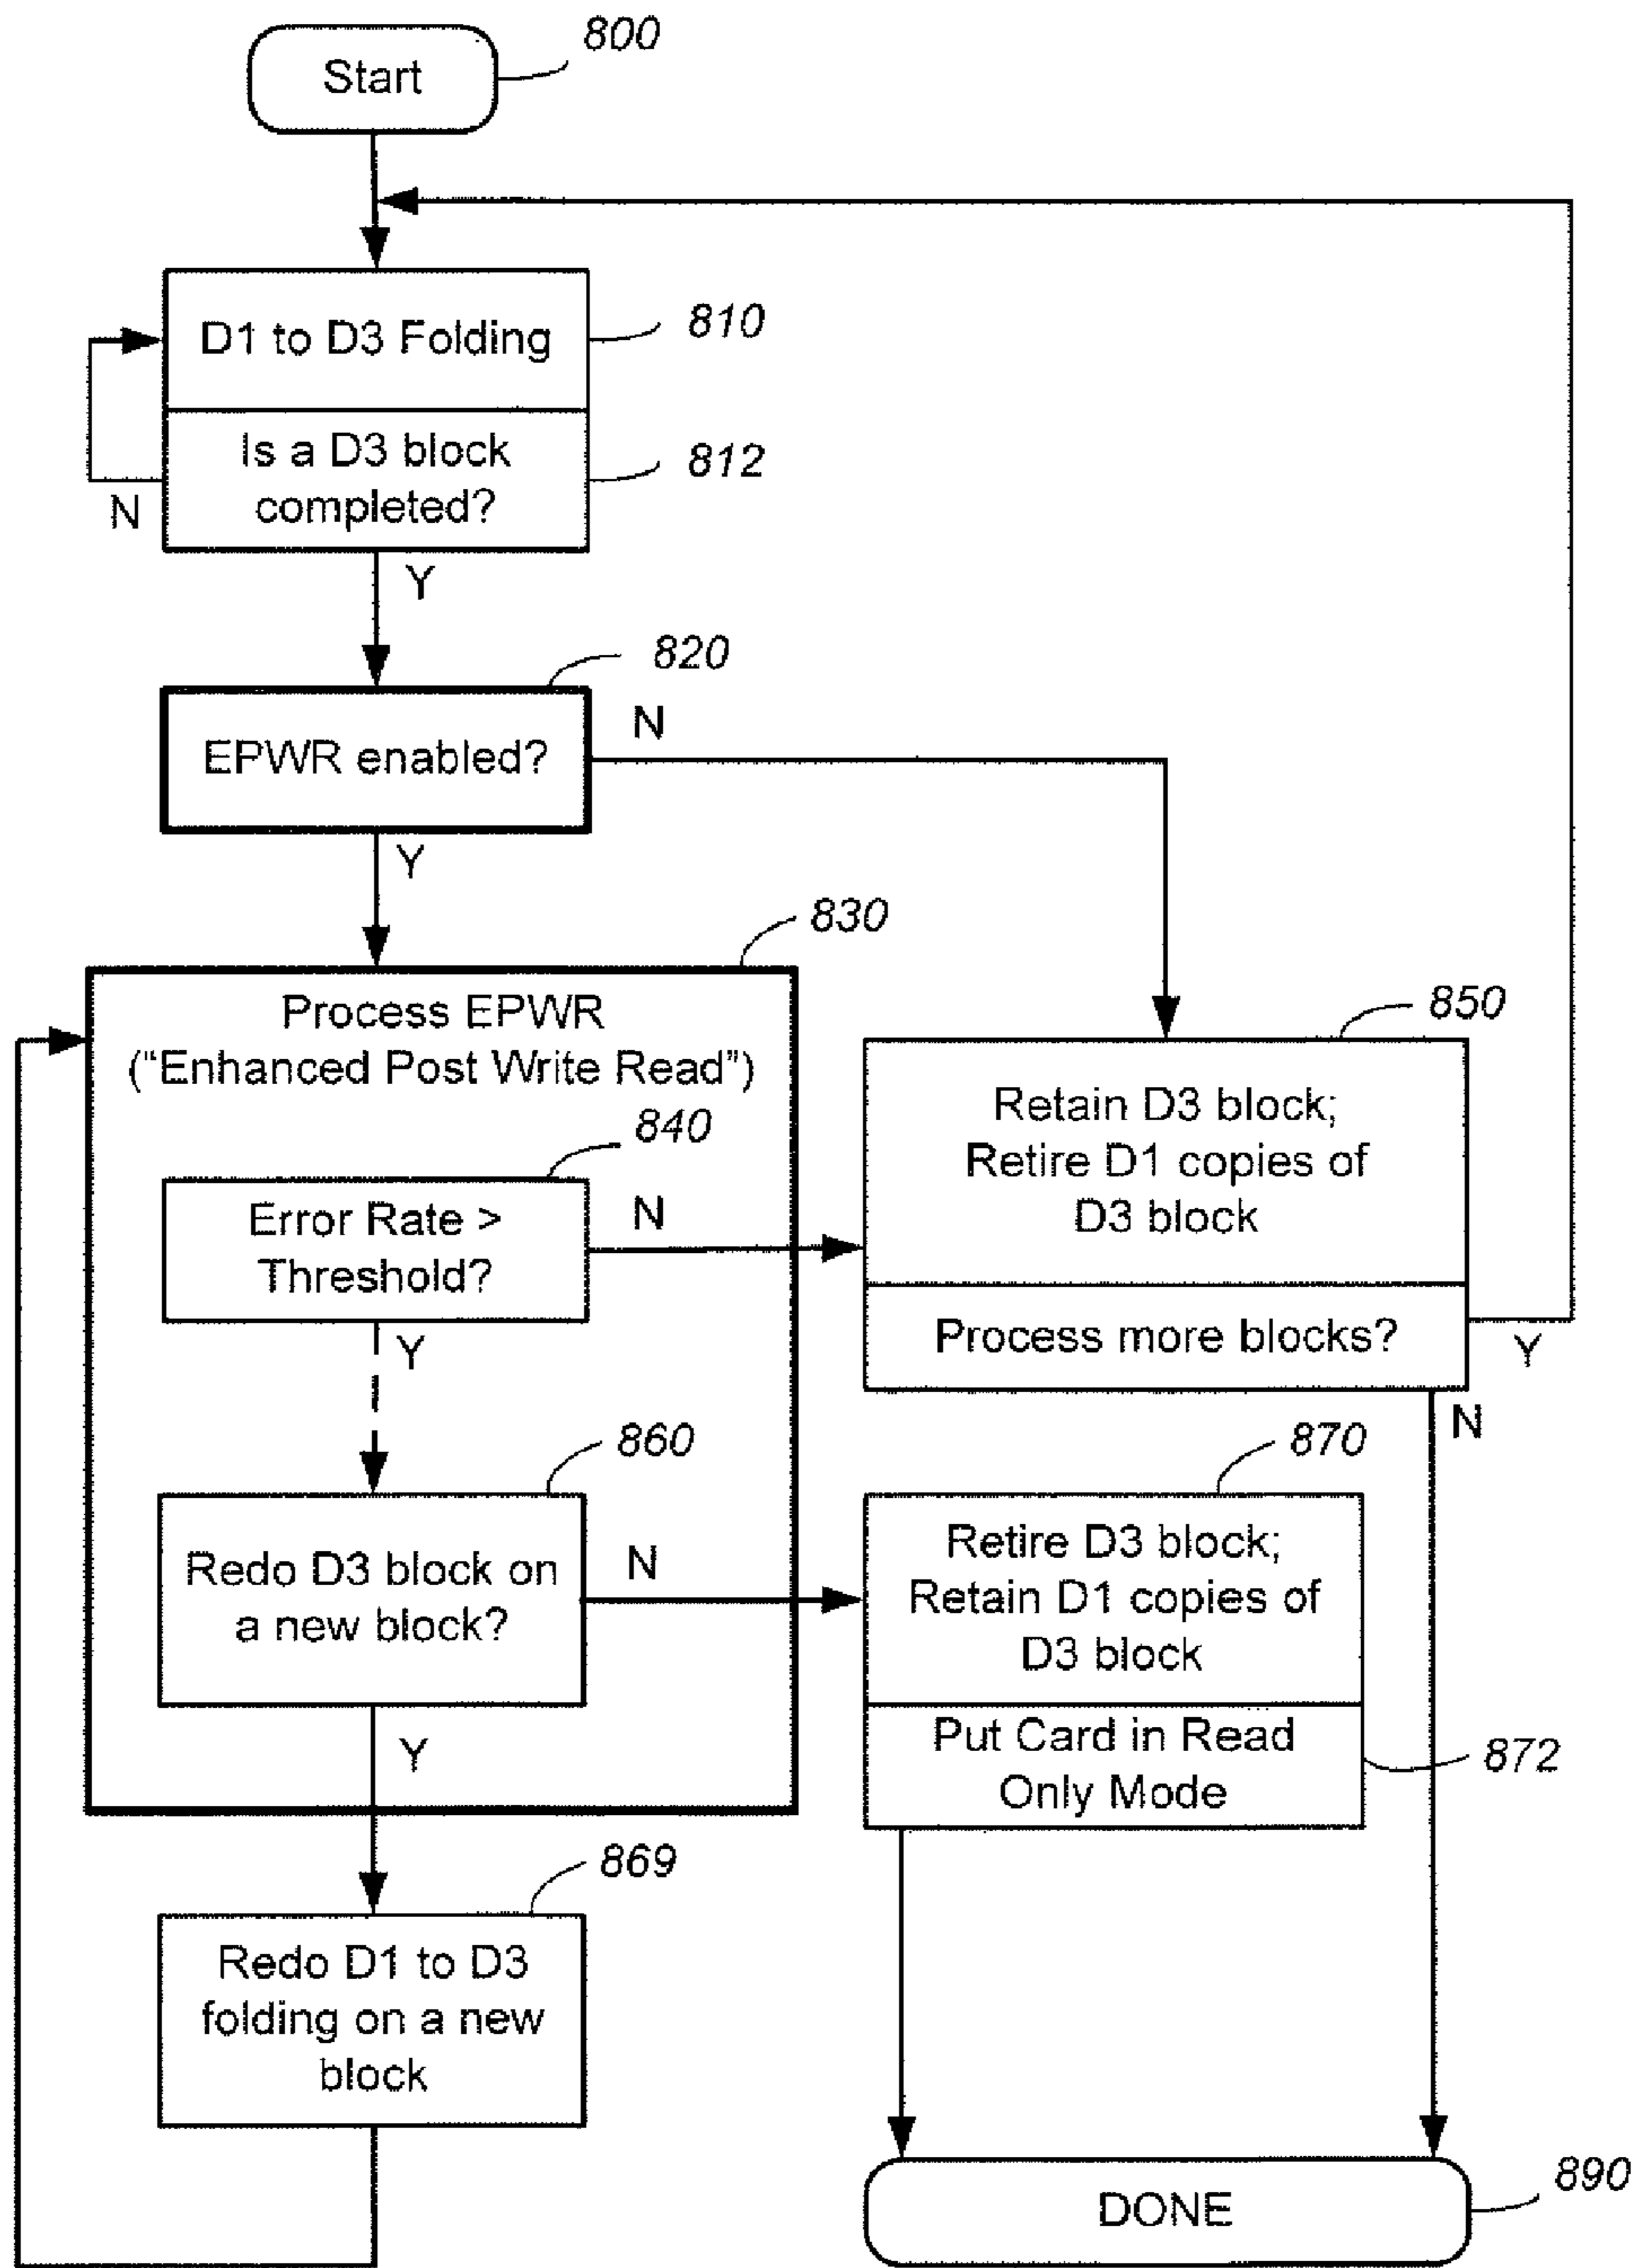 800
Start
D1 to D3 Folding
810
Is a D3 block
completed?
812
N
Y
820
EPWR enabled?
N
Y
830
Process EPWR
("Enhanced Post Write Read")
850
Retain D3 block;
Retire D1 copies of
D3 block
840
Error Rate >
Threshold?
N
Y
Process more blocks?
Y
N
860
Redo D3 block on
a new block?
N
Y
870
Retire D3 block;
Retain D1 copies of
D3 block
Put Card in Read
Only Mode
872
869
Redo D1 to D3
folding on a new
block
DONE
890